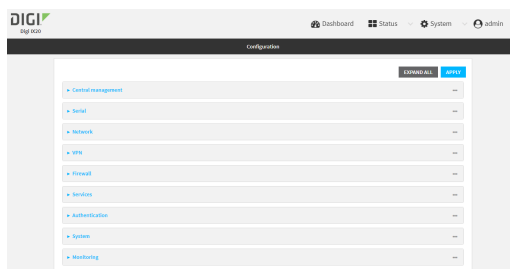 DIGI
Digi IX20
Dashboard Status System admin
Configuration
EXPAND ALL APPLY
Central management
Serial
Network
VPN
Firewall
Services
Authentication
System
Monitoring